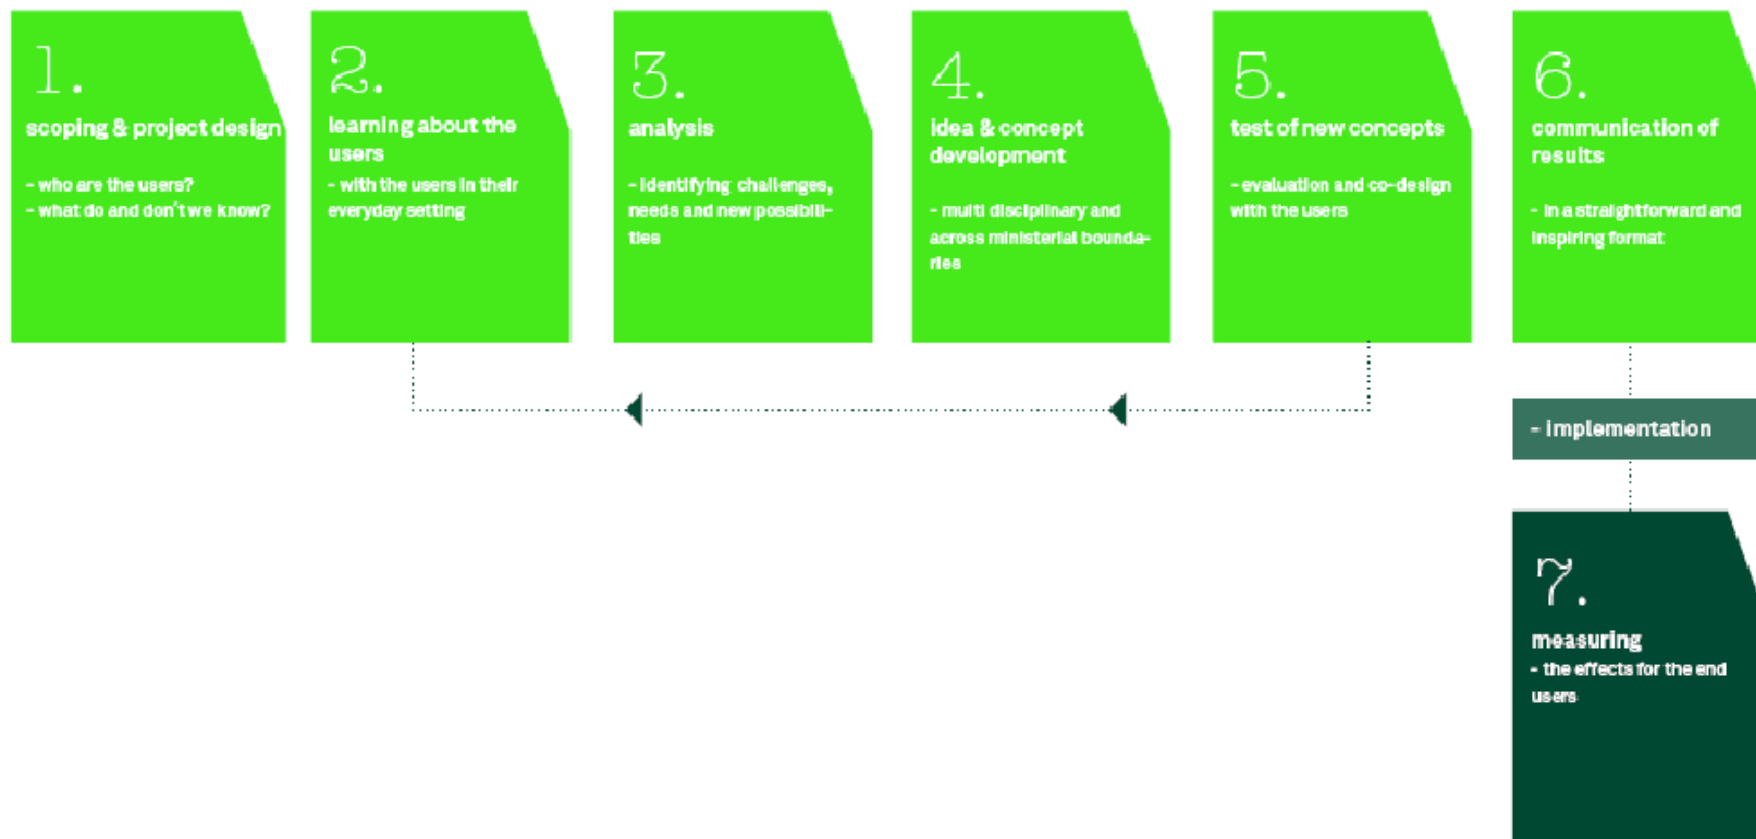 1.
scoping & project design
- who are the users?
- what do and don't we know?
2.
learning about the
users
- with the users in their
everyday setting
3.
analysis
- identifying challenges,
needs and new possibili-
ties
4.
idea & concept
development
- multi disciplinary and
across ministerial bounda-
ries
5.
test of new concepts
- evaluation and co-design
with the users
6.
communication of
results
- in a straightforward and
inspiring format
- implementation
7.
measuring
- the effects for the end
users